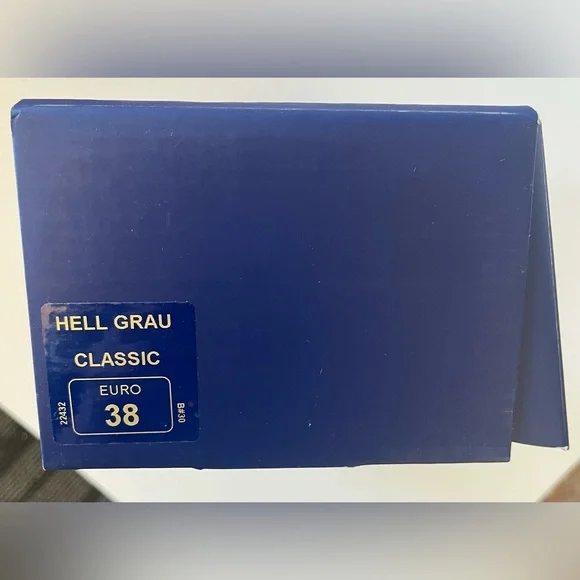 HELL GRAU
CLASSIC
EURO
38
22432
B#30